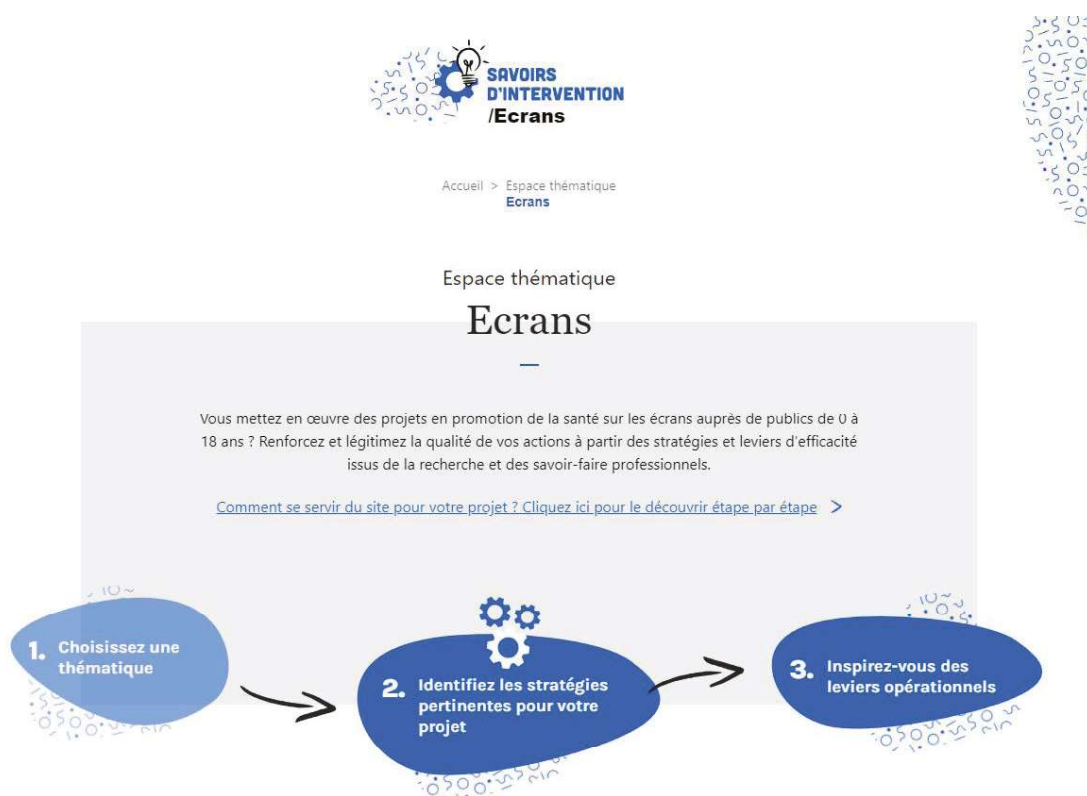 SAVOIRS
D'INTERVENTION
/Ecrans
Accueil > Espace thématique
Ecrans
Espace thématique
Ecrans
Vous mettez en œuvre des projets en promotion de la santé sur les écrans auprès de publics de 0 à
18 ans ? Renforcez et légitimez la qualité de vos actions à partir des stratégies et leviers d'efficacité
issus de la recherche et des savoir-faire professionnels.
Comment se servir du site pour votre projet ? Cliquez ici pour le découvrir étape par étape >
1. Choisissez une
thématique
2. Identifiez les stratégies
pertinentes pour votre
projet
3. Inspirez-vous des
leviers opérationnels